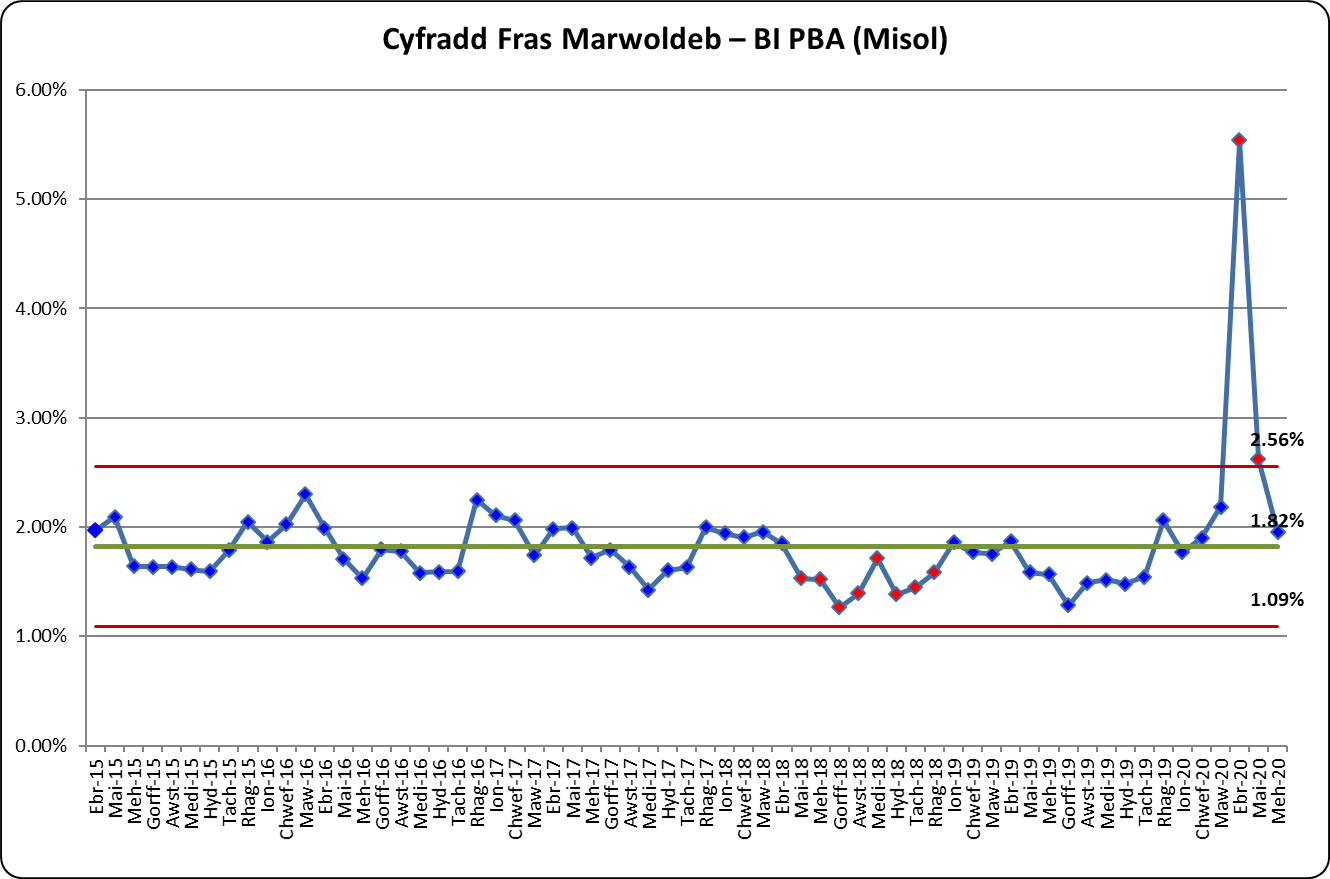 Cyfradd Fras Marwoldeb – BI PBA (Misol)
6.00%
5.00%
4.00%
3.00%
2.00%
1.00%
0.00%
2.56%
1.82%
1.09%
Ebr-15
Mai-15
Meh-15
Gorff-15
Awst-15
Medi-15
Hyd-15
Tach-15
Rhag-15
Ion-16
Chwef-16
Maw-16
Ebr-16
Mai-16
Meh-16
Gorff-16
Awst-16
Medi-16
Hyd-16
Tach-16
Rhag-16
Ion-17
Chwef-17
Maw-17
Ebr-17
Mai-17
Meh-17
Gorff-17
Awst-17
Medi-17
Hyd-17
Tach-17
Rhag-17
Ion-18
Chwef-18
Maw-18
Ebr-18
Mai-18
Meh-18
Gorff-18
Awst-18
Medi-18
Hyd-18
Tach-18
Rhag-18
Ion-19
Chwef-19
Maw-19
Ebr-19
Mai-19
Meh-19
Gorff-19
Awst-19
Medi-19
Hyd-19
Tach-19
Rhag-19
Ion-20
Chwef-20
Maw-20
Ebr-20
Mai-20
Meh-20